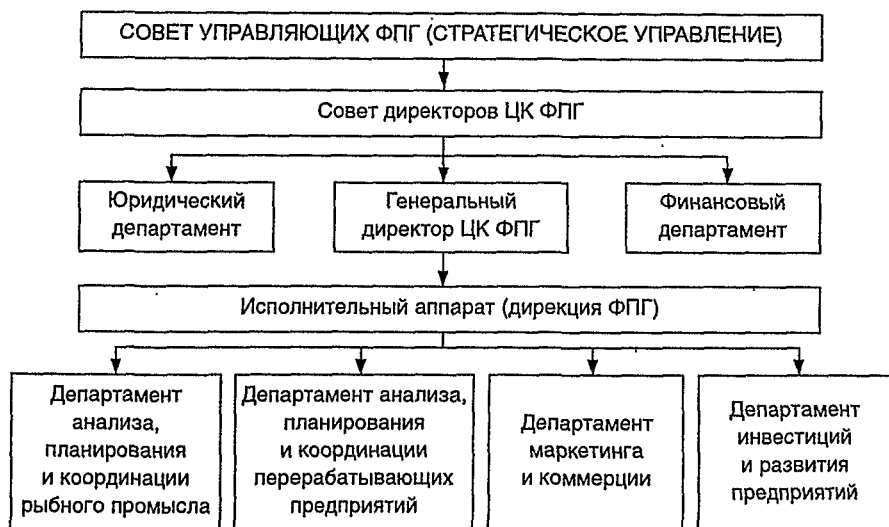 СОВЕТ УПРАВЛЯЮЩИХ ФПГ (СТРАТЕГИЧЕСКОЕ УПРАВЛЕНИЕ)
Совет директоров ЦК ФПГ
Юридический
департамент
Генеральный
директор ЦК ФПГ
Финансовый
департамент
Исполнительный аппарат (дирекция ФПГ)
Департамент
анализа,
планирования
и координации
рыбного промысла
Департамент анализа,
планирования
и координации
перерабатывающих
предприятий
Департамент
маркетинга
и коммерции
Департамент
инвестиций
и развития
предприятий